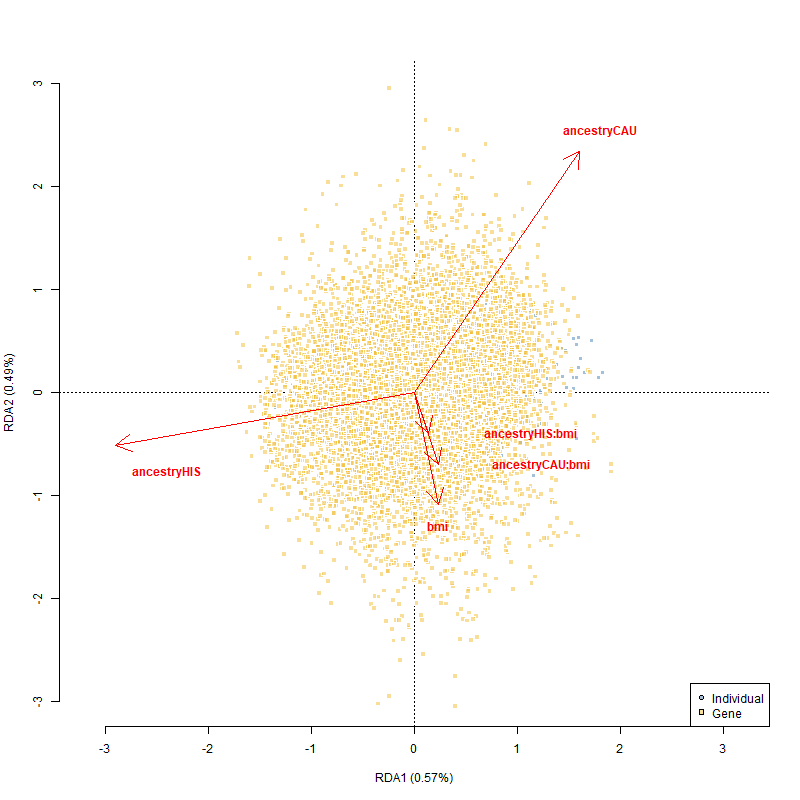 ancestryCAU
ancestryHIS:bmi
ancestryCAU:bmi
ancestryHIS
bmi
3
2
1
0
-1
-2
-3
RDA2 (0.49%)
Individual
Gene
-3 -2 -1 0 1 2 3
RDA1 (0.57%)